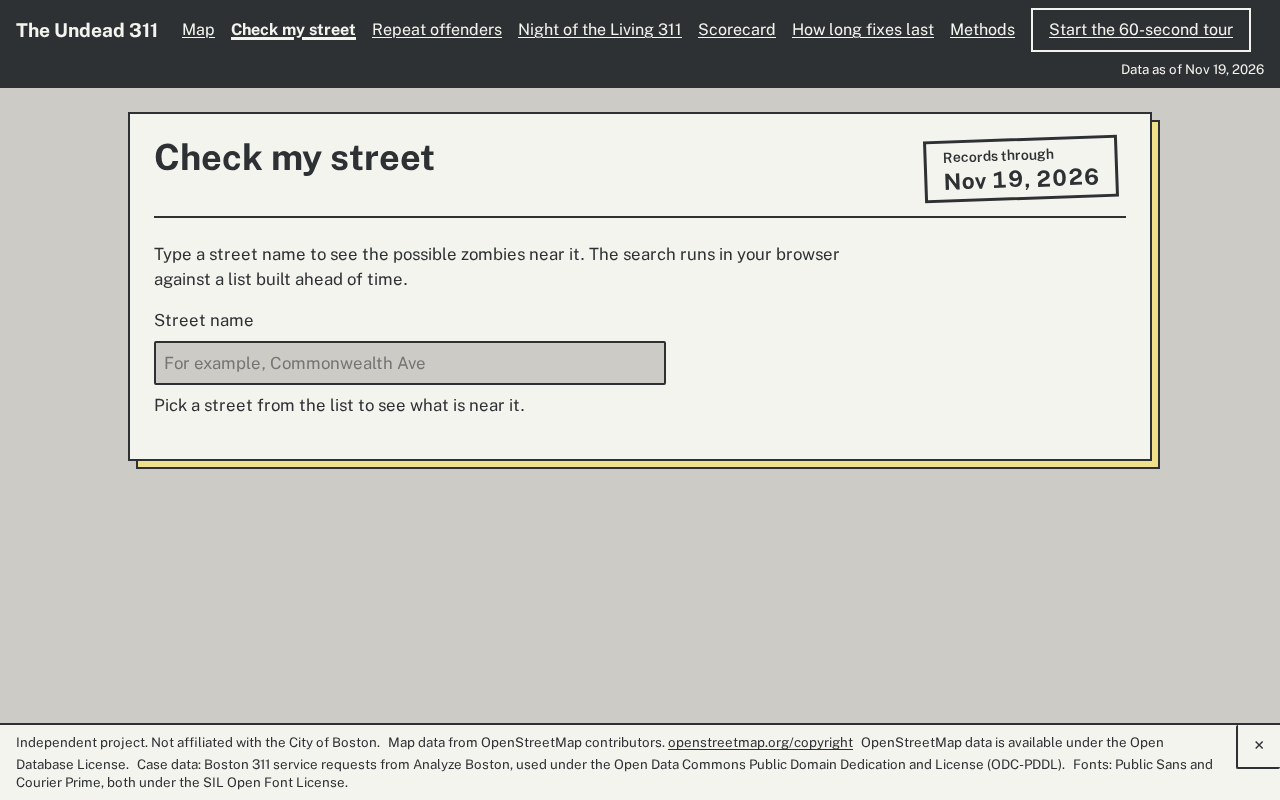 The Undead 311 Map Check my street Repeat offenders Night of the Living 311 Scorecard How long fixes last Methods Start the 60-second tour
Data as of Nov 19, 2026
Check my street
Records through
Nov 19, 2026
Type a street name to see the possible zombies near it. The search runs in your browser
against a list built ahead of time.
Street name
For example, Commonwealth Ave
Pick a street from the list to see what is near it.
Independent project. Not affiliated with the City of Boston. Map data from OpenStreetMap contributors. openstreetmap.org/copyright OpenStreetMap data is available under the Open
Database License. Case data: Boston 311 service requests from Analyze Boston, used under the Open Data Commons Public Domain Dedication and License (ODC-PDDL). Fonts: Public Sans and
Courier Prime, both under the SIL Open Font License.
×